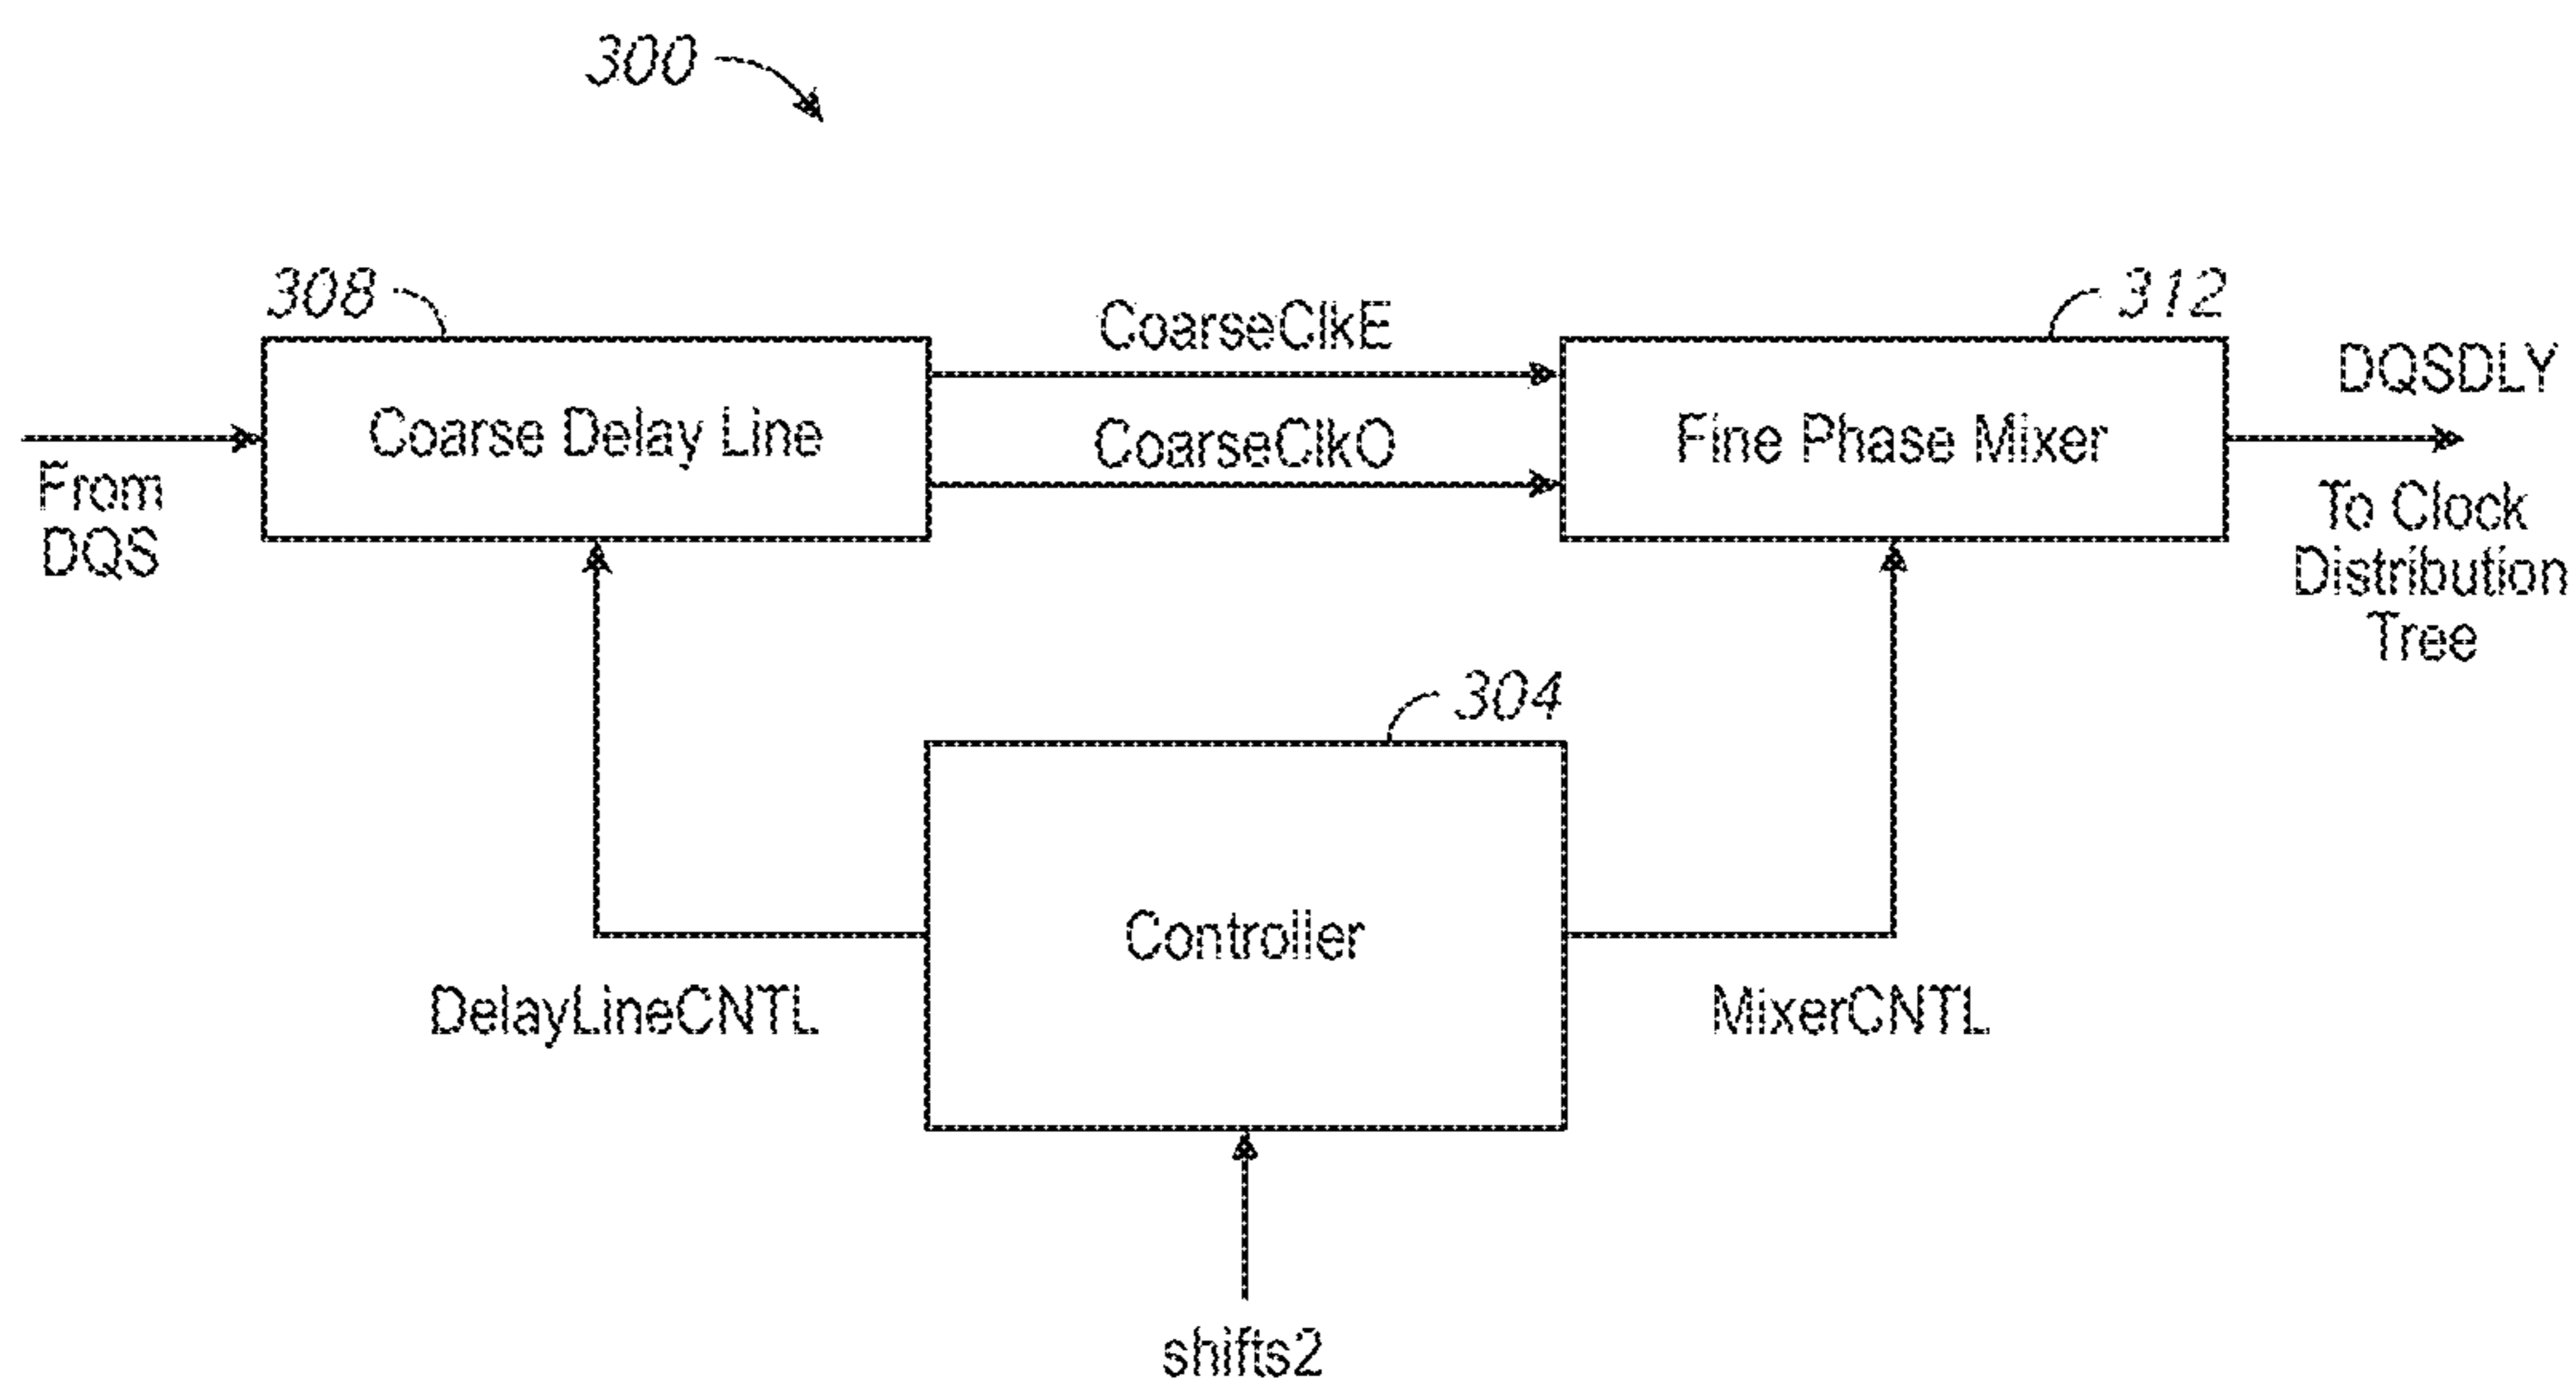 300
308
CoarseClkE
312
DQSDLY
Coarse Delay Line
CoarseClkO
Fine Phase Mixer
From
DQS
To Clock
Distribution
Tree
304
Controller
DelayLineCNTL
MixerCNTL
shifts2